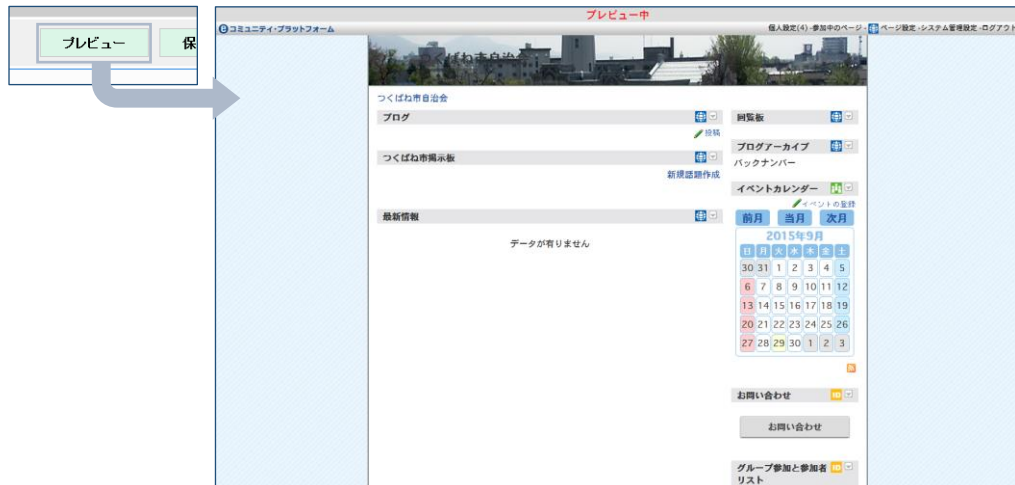 プレビュー
保
プレビュー中
eコミュニティ・プラットフォーム
個人設定(4) -参加中のページ- ページ設定 -システム管理設定 -ログアウト
つくばね市自治会
つくばね市自治会
ブログ
投稿
つくばね市掲示板
新規話題作成
最新情報
データが有りません
回覧板
ブログアーカイブ
バックナンバー
イベントカレンダー
イベントの登録
前月 当月 次月
2015年9月
日 月 火 水 木 金 土
30 31 1 2 3 4 5
6 7 8 9 10 11 12
13 14 15 16 17 18 19
20 21 22 23 24 25 26
27 28 29 30 1 2 3
お問い合わせ
ID
お問い合わせ
グループ参加と参加者
リスト
ID